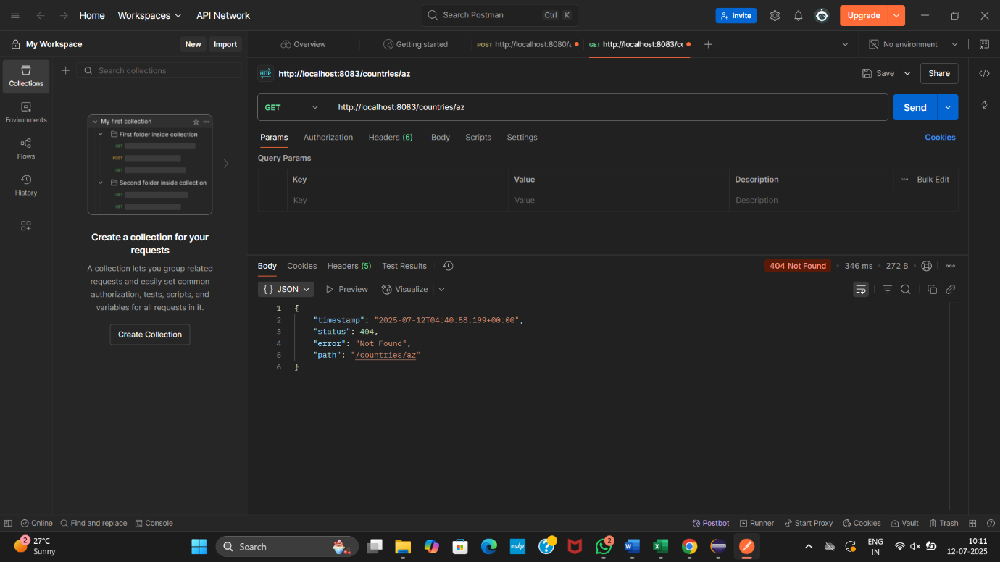 Home Workspaces API Network Search Postman Ctrl K Invite Upgrade
My Workspace New Import Overview Getting started POST http://localhost:8080/a GET http://localhost:8083/co No environment
Collections
Search collections
Environments
Flows
History
My first collection
First folder inside collection
GET
POST
GET
Second folder inside collection
GET
GET
Create a collection for your
requests
A collection lets you group related
requests and easily set common
authorization, tests, scripts, and
variables for all requests in it.
Create Collection
HTTP http://localhost:8083/countries/az Save Share
GET http://localhost:8083/countries/az Send
Params Authorization Headers (6) Body Scripts Settings Cookies
Query Params
Key Value Description Bulk Edit
Key Value Description
Body Cookies Headers (5) Test Results 404 Not Found 346 ms 272 B
{ } JSON Preview Visualize
1 {
2 "timestamp": "2025-07-12T04:40:58.199+00:00",
3 "status": 404,
4 "error": "Not Found",
5 "path": "/countries/az"
6 }
Online Find and replace Console Postbot Runner Start Proxy Cookies Vault Trash
2 27°C
Sunny
Search
myhp
2
ENG
IN
10:11
12-07-2025